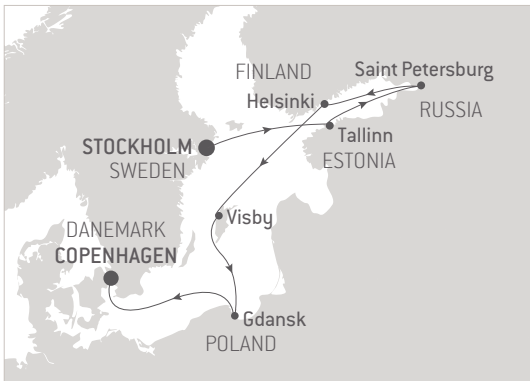 FINLAND
Saint Petersburg
Helsinki
RUSSIA
STOCKHOLM
Tallinn
SWEDEN
ESTONIA
Visby
DANEMARK
COPENHAGEN
Gdansk
POLAND